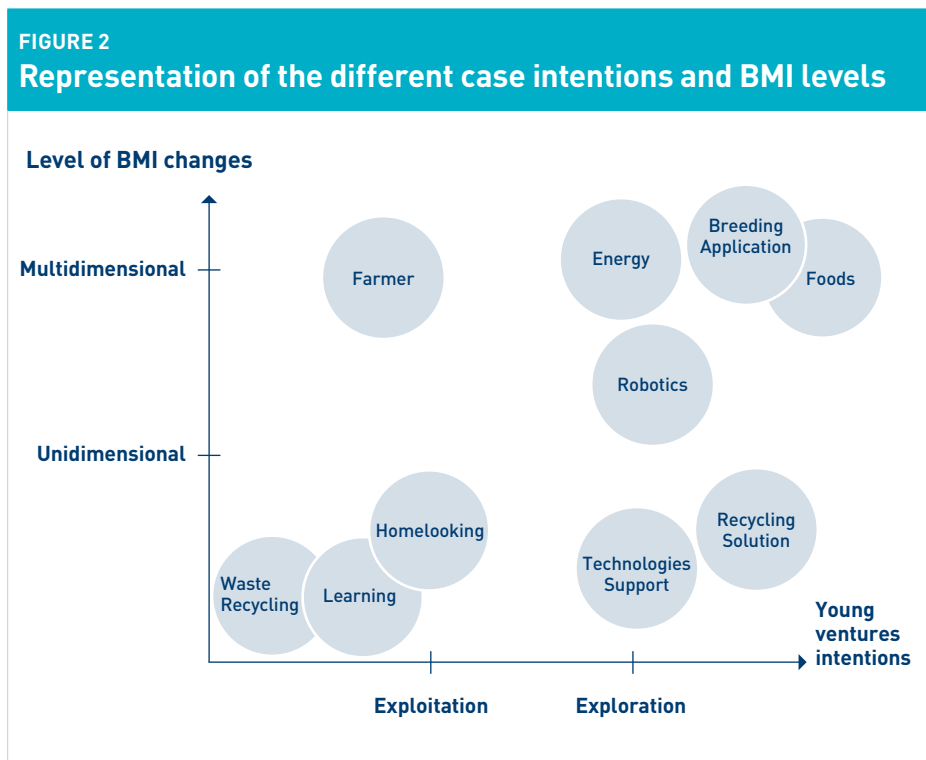 FIGURE 2
Representation of the different case intentions and BMI levels
Level of BMI changes
Multidimensional
Unidimensional
Farmer
Energy
Breeding
Application
Foods
Robotics
Homelooking
Waste
Recycling
Learning
Technologies
Support
Recycling
Solution
Young
ventures
intentions
Exploitation
Exploration